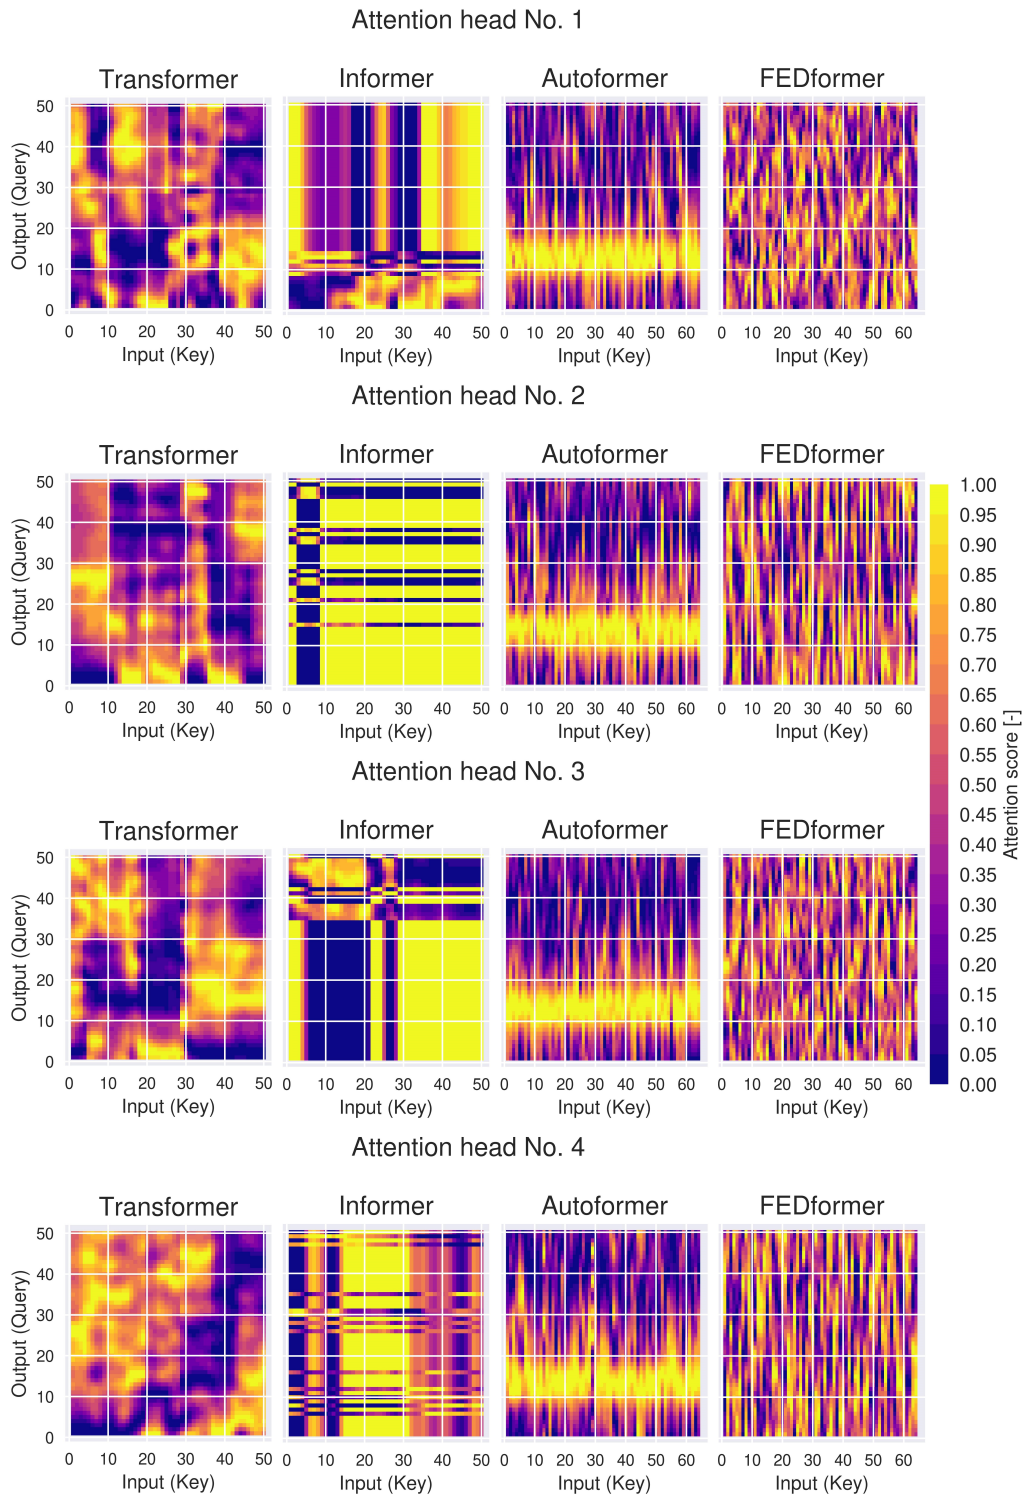 Attention head No. 1
Transformer Informer Autoformer FEDformer
Output (Query)
50
40
30
20
10
0
0 10 20 30 40 50 0 10 20 30 40 50 0 10 20 30 40 50 60 0 10 20 30 40 50 60
Input (Key) Input (Key) Input (Key) Input (Key)
Attention head No. 2
Transformer Informer Autoformer FEDformer
Output (Query)
50
40
30
20
10
0
0 10 20 30 40 50 0 10 20 30 40 50 0 10 20 30 40 50 60 0 10 20 30 40 50 60
Input (Key) Input (Key) Input (Key) Input (Key)
Attention head No. 3
Transformer Informer Autoformer FEDformer
Output (Query)
50
40
30
20
10
0
0 10 20 30 40 50 0 10 20 30 40 50 0 10 20 30 40 50 60 0 10 20 30 40 50 60
Input (Key) Input (Key) Input (Key) Input (Key)
Attention head No. 4
Transformer Informer Autoformer FEDformer
Output (Query)
50
40
30
20
10
0
0 10 20 30 40 50 0 10 20 30 40 50 0 10 20 30 40 50 60 0 10 20 30 40 50 60
Input (Key) Input (Key) Input (Key) Input (Key)
1.00
0.95
0.90
0.85
0.80
0.75
0.70
0.65
0.60
0.55
0.50
0.45
0.40
0.35
0.30
0.25
0.20
0.15
0.10
0.05
0.00
Attention score [-]